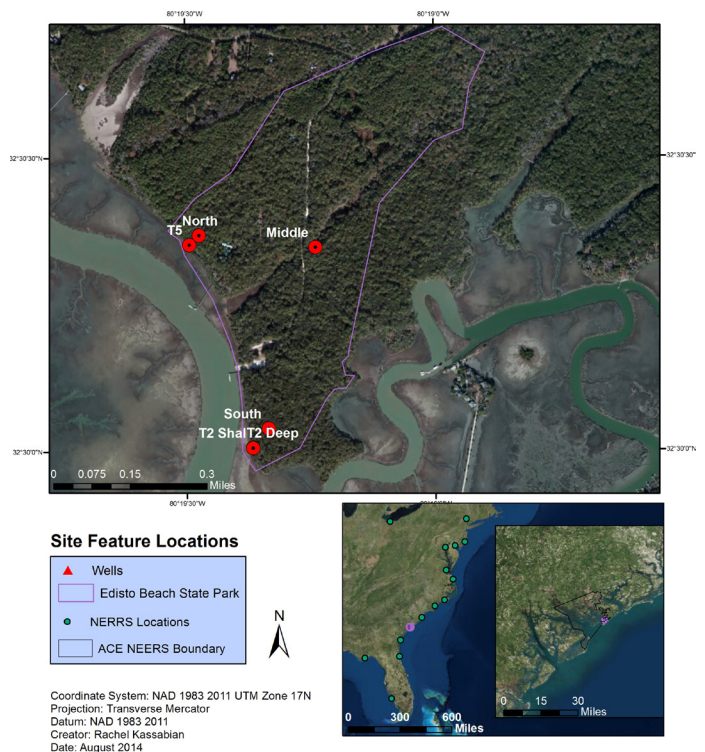 80°19'30"W 80°19'0"W
32°30'30"N 32°30'30"
North
T5
Middle
South
T2 Shal T2 Deep
32°30'0"N 32°30'0"
0 0.075 0.15 0.3
Miles
80°19'30"W
Site Feature Locations
Wells
Edisto Beach State Park
NERRS Locations
ACE NEERS Boundary
N
0 300 600
Miles
0 15 30
Miles
Coordinate System: NAD 1983 2011 UTM Zone 17N
Projection: Transverse Mercator
Datum: NAD 1983 2011
Creator: Rachel Kassabian
Date: August 2014